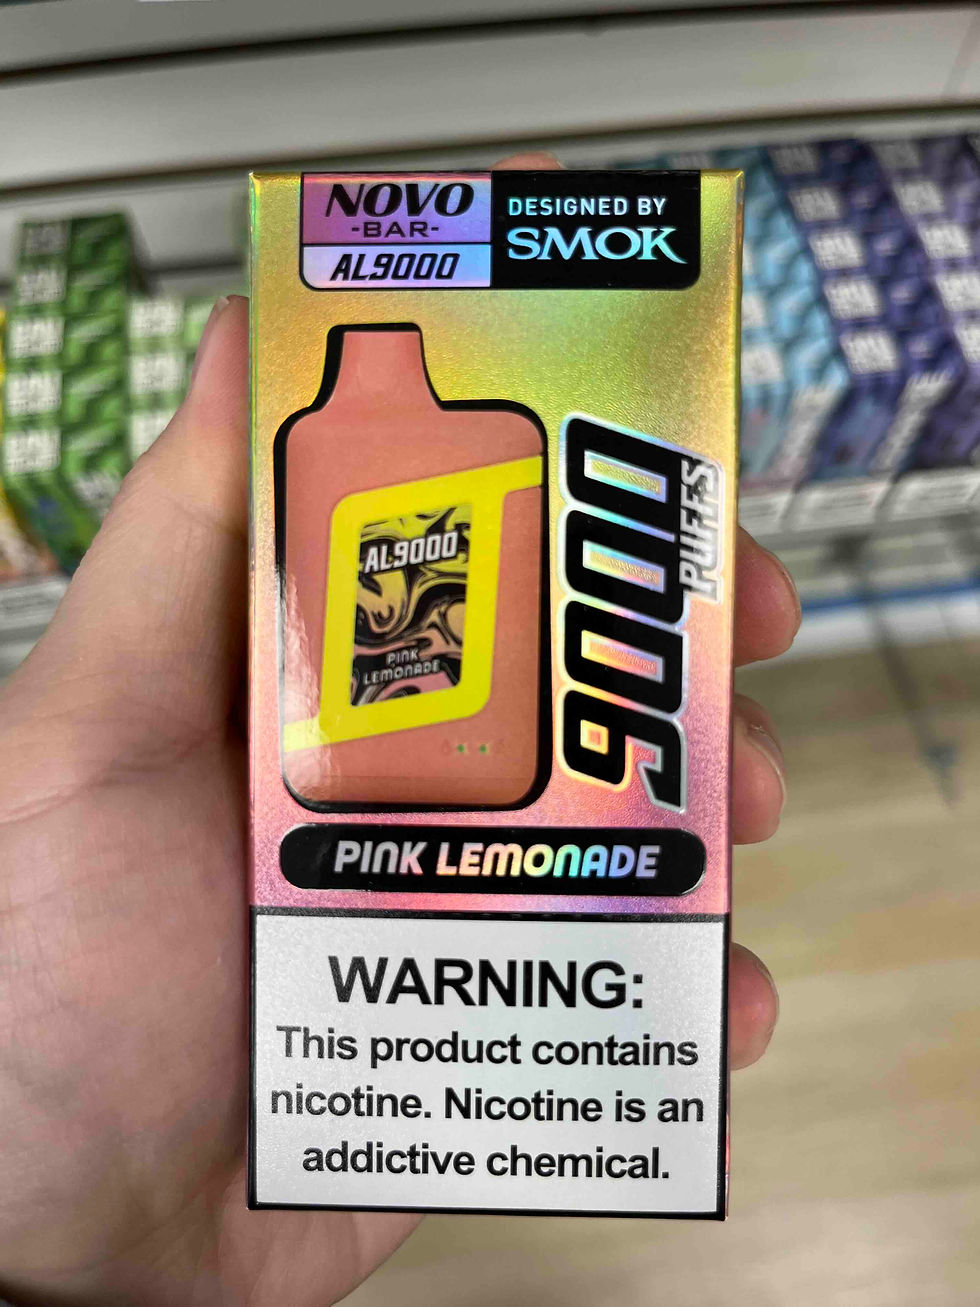 NOVO
-BAR-
AL9000
DESIGNED BY
SMOK
AL9000
PINK
LEMONADE
9000
PUFFS
PINK LEMONADE
WARNING:
This product contains
nicotine. Nicotine is an
addictive chemical.